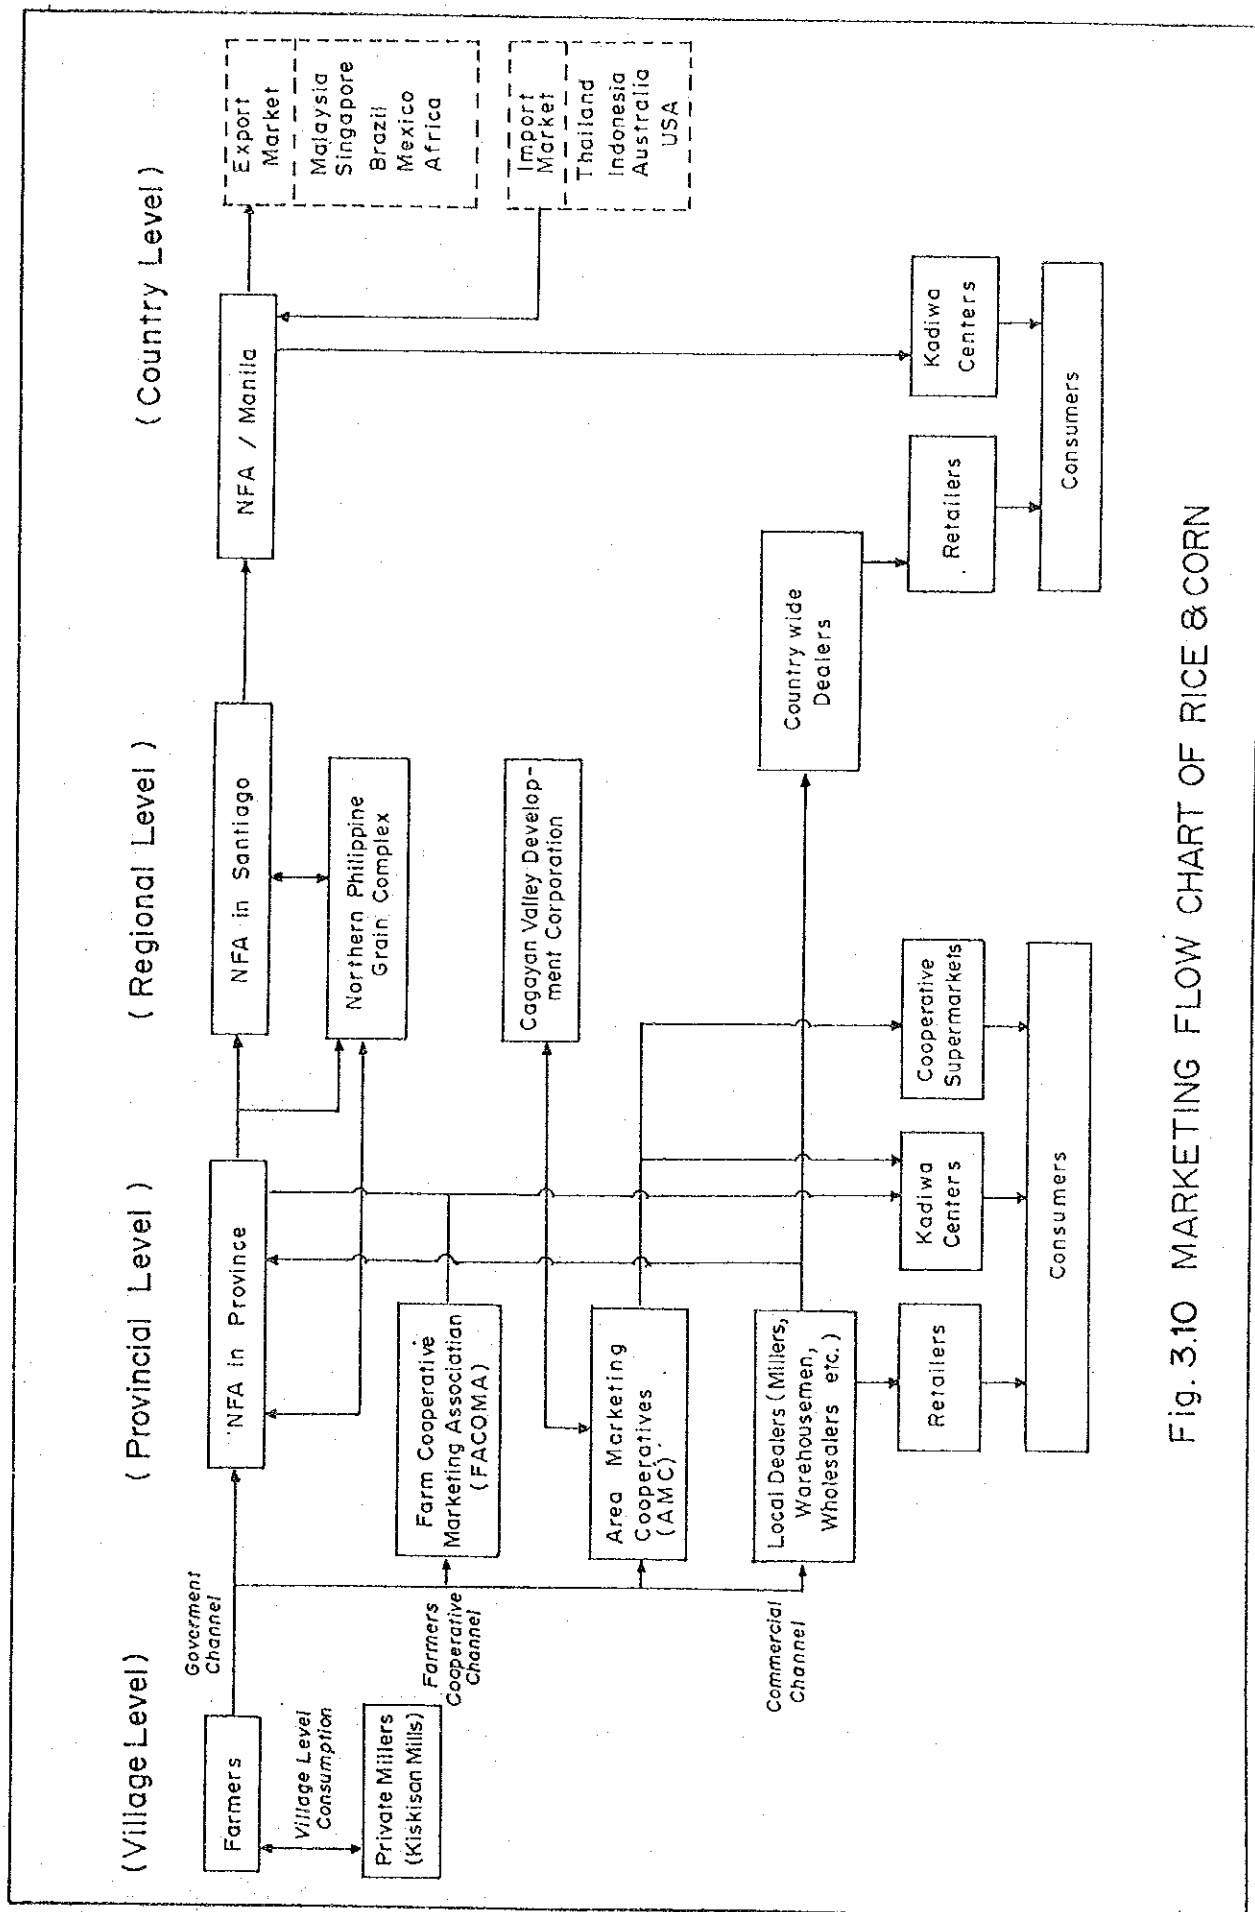 (Village Level)
(Provincial Level)
(Regional Level)
(Country Level)
Farmers
Village Level
Consumption
Private Millers
(Kiskisan Mills)
Goverment
Channel
Farmers
Cooperative
Channel
Commercial
Channel
NFA in Province
Farm Cooperative
Marketing Association
(FACOMA)
Area Marketing
Cooperatives
(AMC)
Local Dealers (Millers,
Warehousemen,
Wholesalers etc.)
Retailers
Kadiwa
Centers
Cooperative
Supermarkets
Consumers
NFA in Santiago
Northern Philippine
Grain Complex
Cagayan Valley Develop-
ment Corporation
Country wide
Dealers
NFA / Manila
Export
Market
Malaysia
Singapore
Brazil
Mexico
Africa
Import
Market
Thailand
Indonesia
Australia
USA
Retailers
Kadiwa
Centers
Consumers
Fig. 3.10 MARKETING FLOW CHART OF RICE & CORN